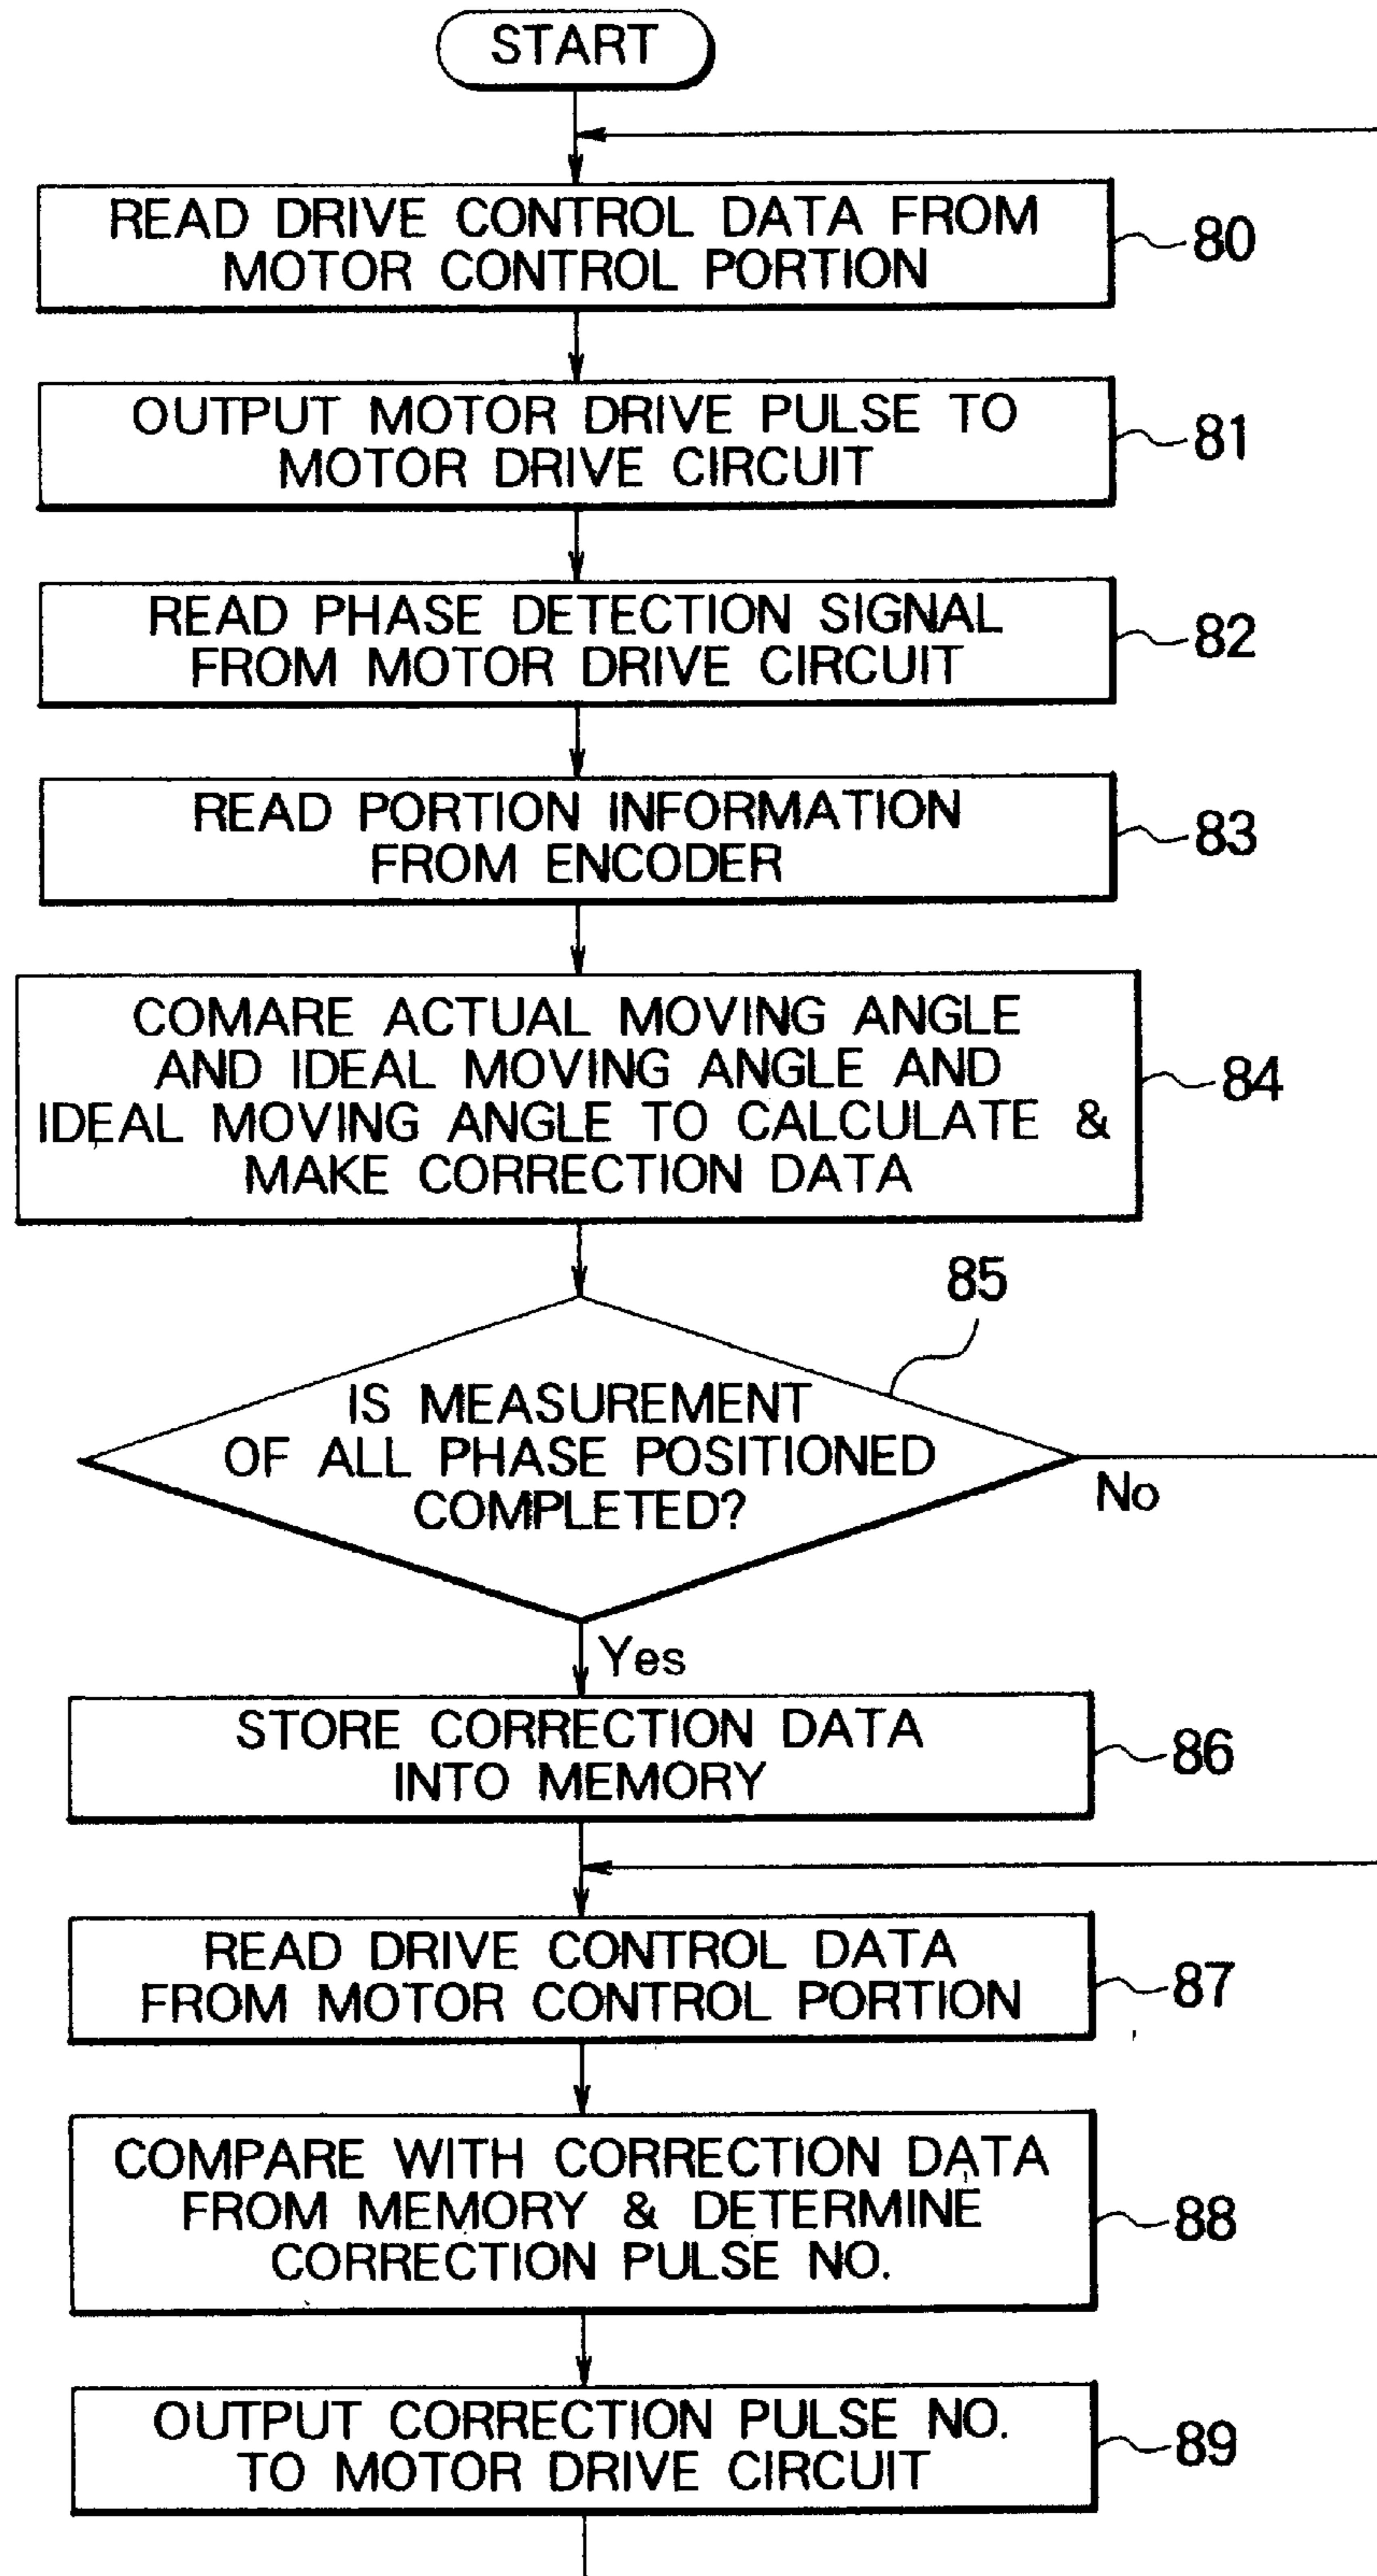 START
READ DRIVE CONTROL DATA FROM
MOTOR CONTROL PORTION
80
OUTPUT MOTOR DRIVE PULSE TO
MOTOR DRIVE CIRCUIT
81
READ PHASE DETECTION SIGNAL
FROM MOTOR DRIVE CIRCUIT
82
READ PORTION INFORMATION
FROM ENCODER
83
COMARE ACTUAL MOVING ANGLE
AND IDEAL MOVING ANGLE AND
IDEAL MOVING ANGLE TO CALCULATE &
MAKE CORRECTION DATA
84
85
IS MEASUREMENT
OF ALL PHASE POSITIONED
COMPLETED?
No
Yes
STORE CORRECTION DATA
INTO MEMORY
86
READ DRIVE CONTROL DATA
FROM MOTOR CONTROL PORTION
87
COMPARE WITH CORRECTION DATA
FROM MEMORY & DETERMINE
CORRECTION PULSE NO.
88
OUTPUT CORRECTION PULSE NO.
TO MOTOR DRIVE CIRCUIT
89